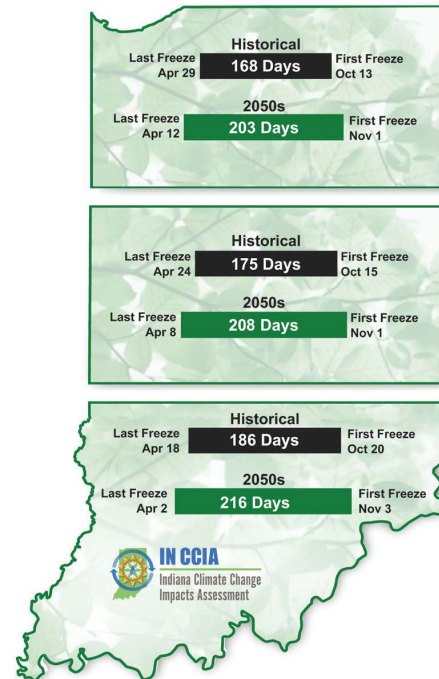 Historical
Last Freeze
Apr 29
168 Days
First Freeze
Oct 13
2050s
Last Freeze
Apr 12
203 Days
First Freeze
Nov 1
Historical
Last Freeze
Apr 24
175 Days
First Freeze
Oct 15
2050s
Last Freeze
Apr 8
208 Days
First Freeze
Nov 1
Historical
Last Freeze
Apr 18
186 Days
First Freeze
Oct 20
2050s
Last Freeze
Apr 2
216 Days
First Freeze
Nov 3
IN CCIA
Indiana Climate Change
Impacts Assessment